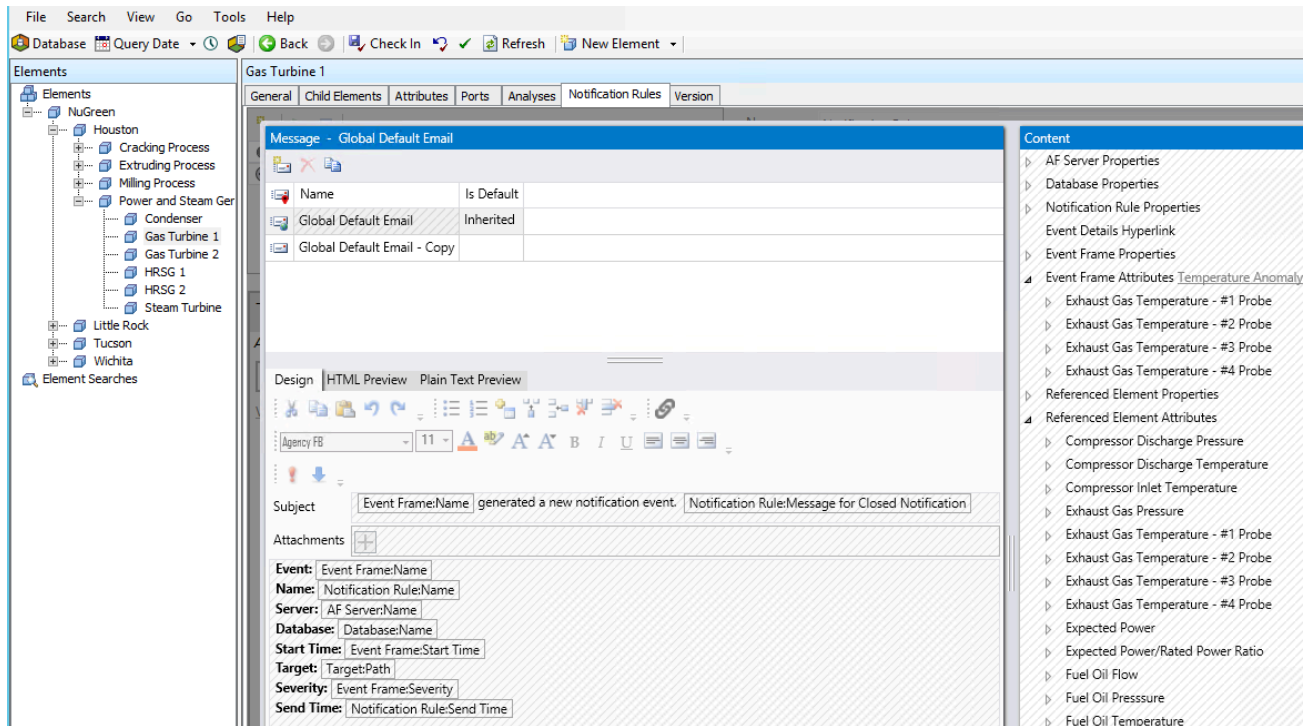 File Search View Go Tools Help
Database Query Date Back Check In Refresh New Element
Elements
Elements
NuGreen
Houston
Cracking Process
Extruding Process
Milling Process
Power and Steam Ger
Condenser
Gas Turbine 1
Gas Turbine 2
HRSG 1
HRSG 2
Steam Turbine
Little Rock
Tucson
Wichita
Element Searches
Gas Turbine 1
General Child Elements Attributes Ports Analyses Notification Rules Version
Message - Global Default Email
Name Is Default
Global Default Email Inherited
Global Default Email - Copy
Design HTML Preview Plain Text Preview
Agency FB 11 A ab A A B I U
Subject Event Frame:Name generated a new notification event. Notification Rule:Message for Closed Notification
Attachments
Event: Event Frame:Name
Name: Notification Rule:Name
Server: AF Server:Name
Database: Database:Name
Start Time: Event Frame:Start Time
Target: Target:Path
Severity: Event Frame:Severity
Send Time: Notification Rule:Send Time
Content
AF Server Properties
Database Properties
Notification Rule Properties
Event Details Hyperlink
Event Frame Properties
Event Frame Attributes Temperature Anomaly
Exhaust Gas Temperature - #1 Probe
Exhaust Gas Temperature - #2 Probe
Exhaust Gas Temperature - #3 Probe
Exhaust Gas Temperature - #4 Probe
Referenced Element Properties
Referenced Element Attributes
Compressor Discharge Pressure
Compressor Discharge Temperature
Compressor Inlet Temperature
Exhaust Gas Pressure
Exhaust Gas Temperature - #1 Probe
Exhaust Gas Temperature - #2 Probe
Exhaust Gas Temperature - #3 Probe
Exhaust Gas Temperature - #4 Probe
Expected Power
Expected Power/Rated Power Ratio
Fuel Oil Flow
Fuel Oil Presssure
Fuel Oil Temperature